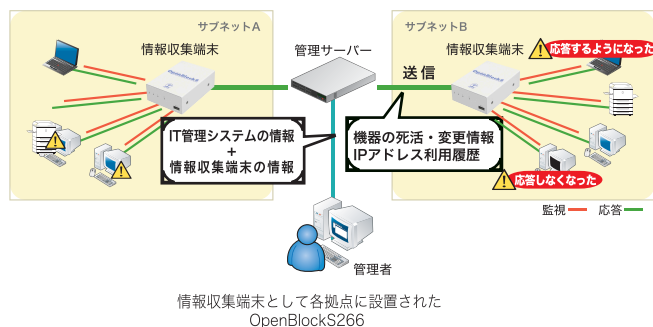 サブネットA
サブネットB
情報収集端末
管理サーバー
情報収集端末
応答するようになった
OpenBlockS
送信
OpenBlockS
IT管理システムの情報
+
情報収集端末の情報
機器の死活・変更情報
IPアドレス利用履歴
応答しなくなった
監視
応答
管理者
情報収集端末として各拠点に設置された
OpenBlockS266